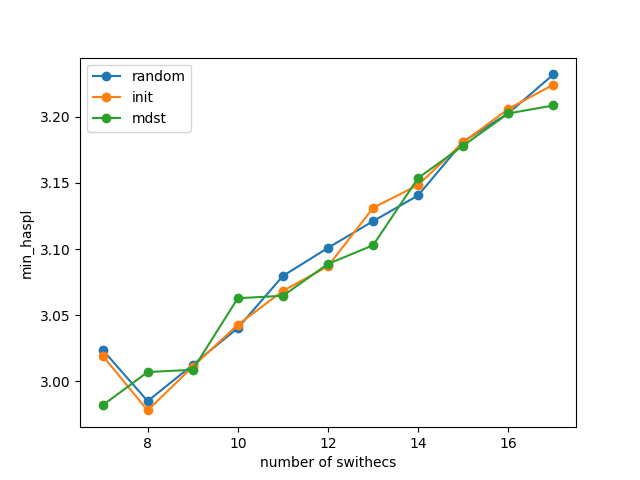 random
init
mdst
3.20
3.15
3.10
3.05
3.00
min_haspl
8
10
12
14
16
number of swithecs